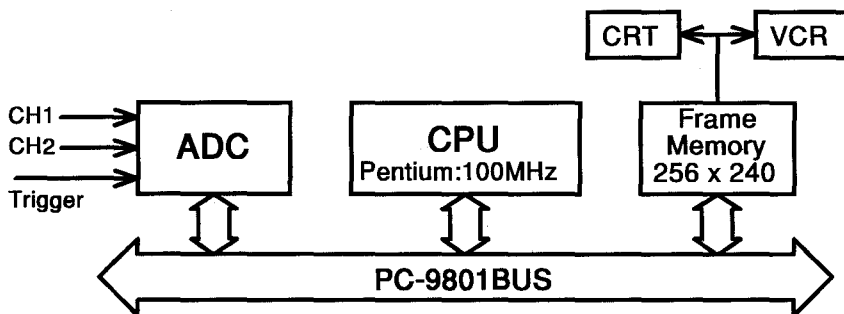 CRT
VCR
CH1
CH2
Trigger
ADC
CPU
Pentium:100MHz
Frame
Memory
256 x 240
PC-9801BUS